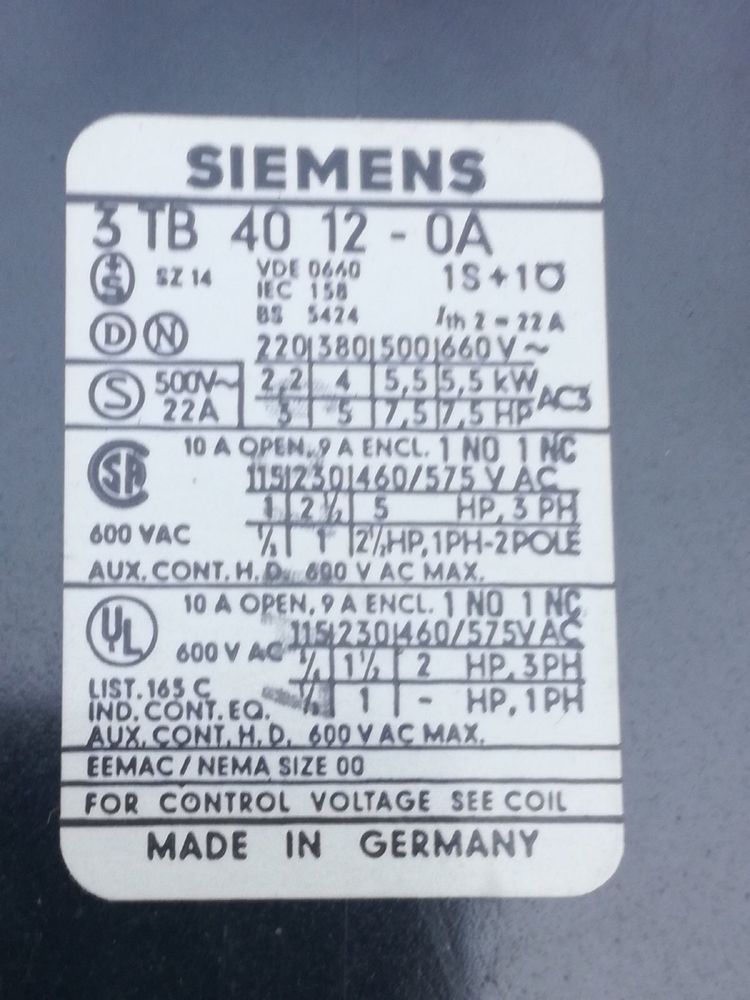 SIEMENS
3 TB 40 12 - 0A
SZ 14 VDE 0660 1S+1Ö
IEC 158
BS 5424 Ith 2 = 22 A
D N
220 380 500 660 V ~
S 500V~ 2,2 4 5,5 5,5 kW AC3
22A 3 5 7,5 7,5 HP
SA 10 A OPEN, 9 A ENCL. 1 NO 1 NC
115 230 460/575 V AC
1 2 ½ 5 HP, 3 PH
600 VAC ½ 1 2½ HP, 1PH-2POLE
AUX. CONT. H. D. 600 V AC MAX.
UL 10 A OPEN, 9 A ENCL. 1 NO 1 NC
115 230 460/575V AC
600 V AC 1½ 2 HP, 3PH
LIST. 165 C 1 - HP, 1PH
IND. CONT. EQ.
AUX. CONT. H. D. 600 V AC MAX.
EEMAC / NEMA SIZE 00
FOR CONTROL VOLTAGE SEE COIL
MADE IN GERMANY